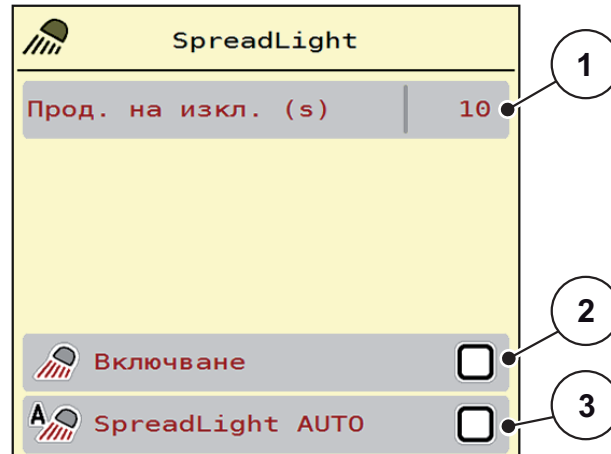 SpreadLight
1
Прод. на изкл. (s) 10
2
Включване
3
A SpreadLight AUTO